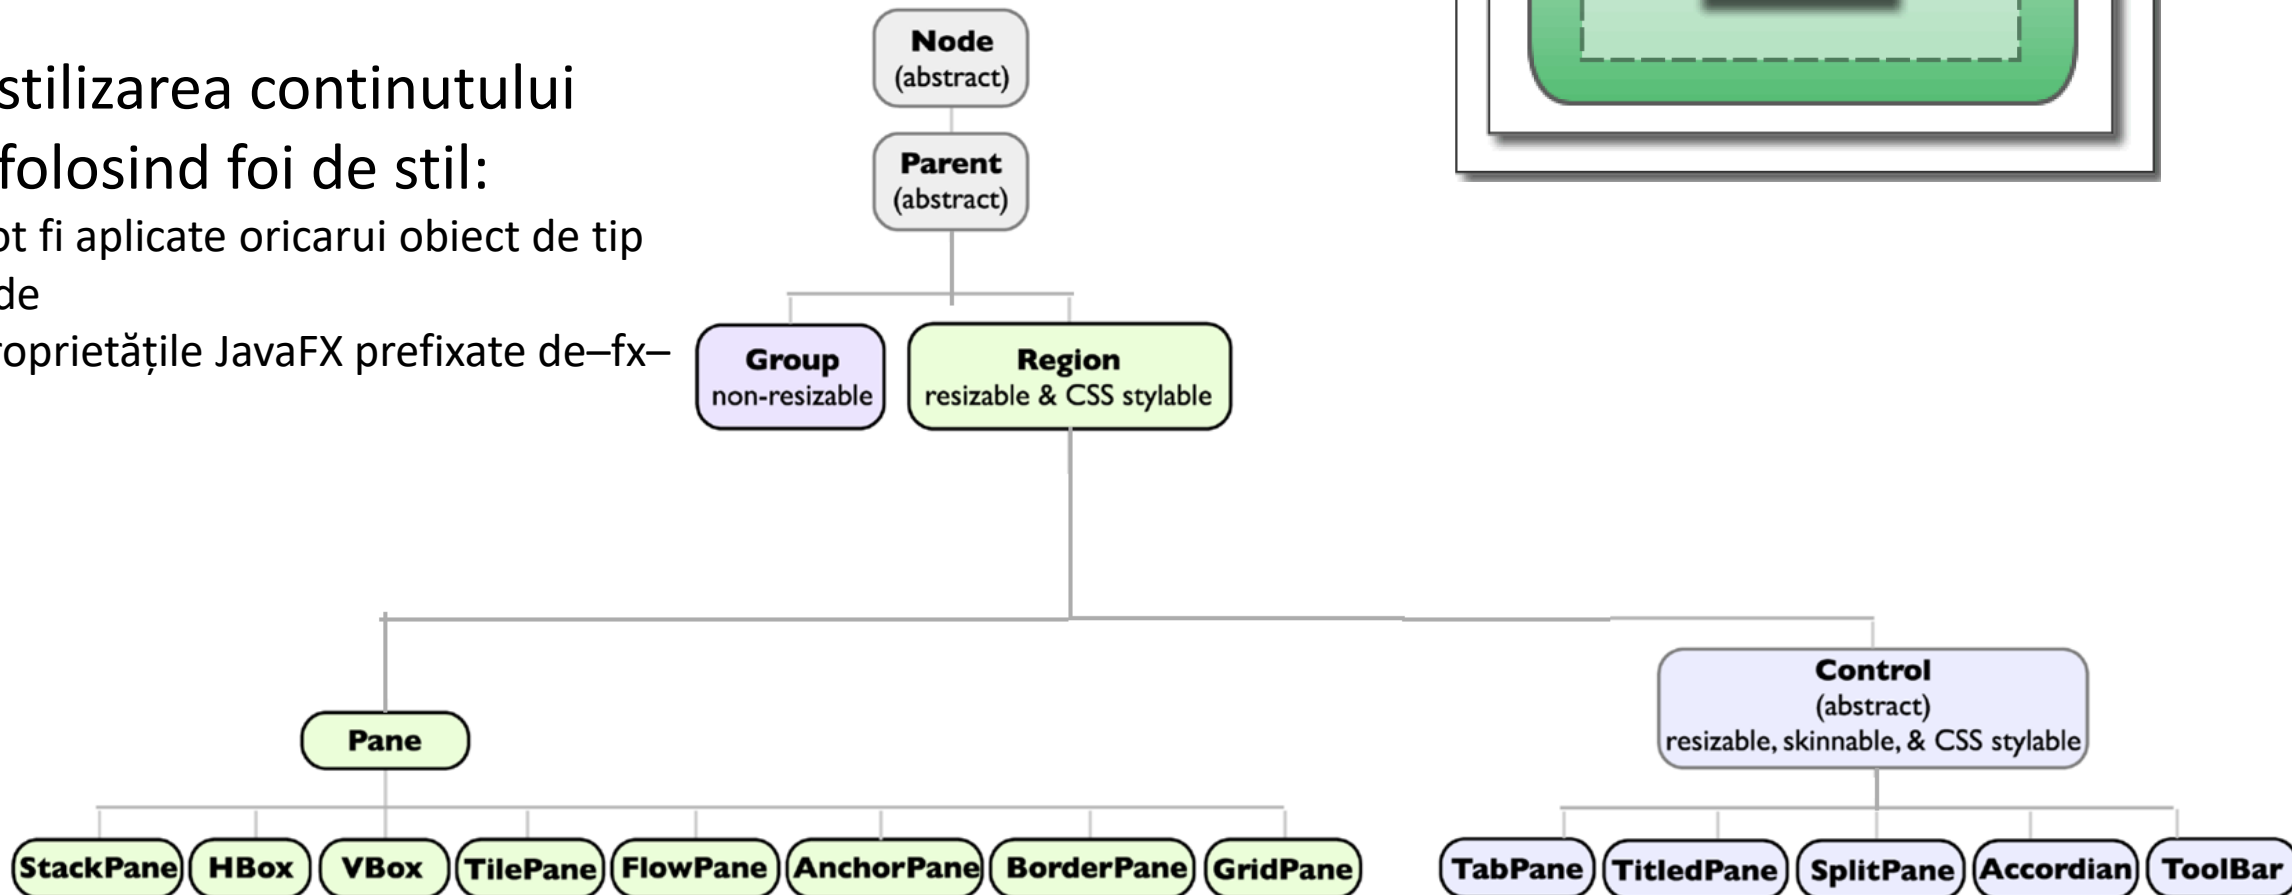 stilizarea continutului
folosind foi de stil:
ot fi aplicate oricarui obiect de tip
de
roprietățile JavaFX prefixate de–fx–
Node
(abstract)
Parent
(abstract)
Group
non-resizable
Region
resizable & CSS stylable
Pane
Control
(abstract)
resizable, skinnable, & CSS stylable
StackPane HBox VBox TilePane FlowPane AnchorPane BorderPane GridPane TabPane TitledPane SplitPane Accordian ToolBar